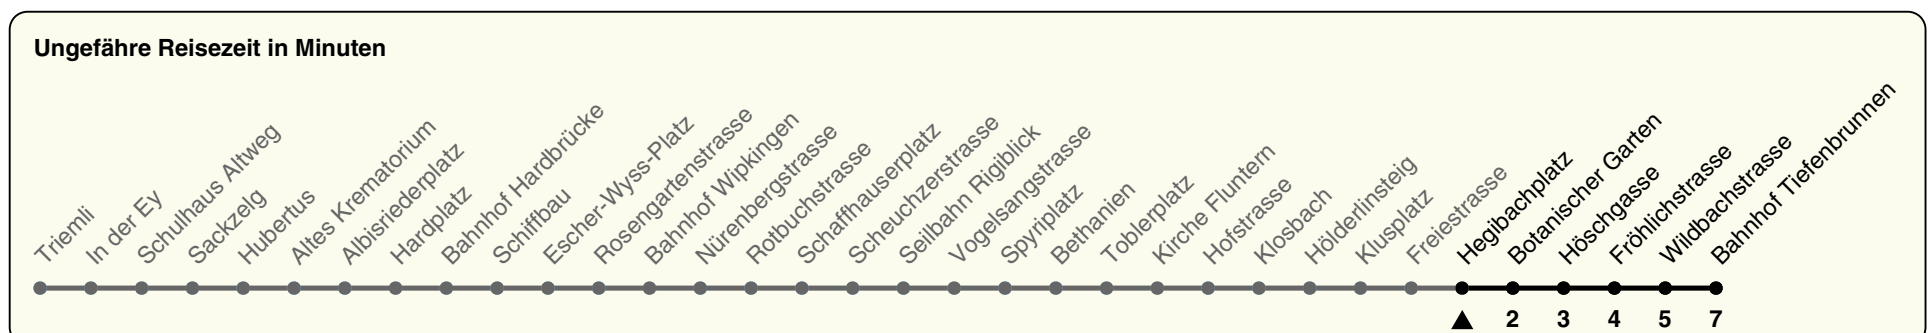 Ungefähre Reisezeit in Minuten
Triemli
In der Ey
Schulhaus Altweg
Sackzelg
Hubertus
Altes Krematorium
Albisriederplatz
Hardplatz
Bahnhof Hardbrücke
Schiffbau
Escher-Wyss-Platz
Rosengartenstrasse
Bahnhof Wipkingen
Nürenbergstrasse
Rotbuchstrasse
Schaffhauserplatz
Scheuchzerstrasse
Seilbahn Rigiblick
Vogelsangstrasse
Spyriplatz
Bethanien
Toblerplatz
Kirche Fluntern
Hofstrasse
Klosbach
Hölderlinsteig
Klusplatz
Freiestrasse
Hegibachplatz
Botanischer Garten
Höschgasse
Fröhlichstrasse
Wildbachstrasse
Bahnhof Tiefenbrunnen
2 3 4 5 7